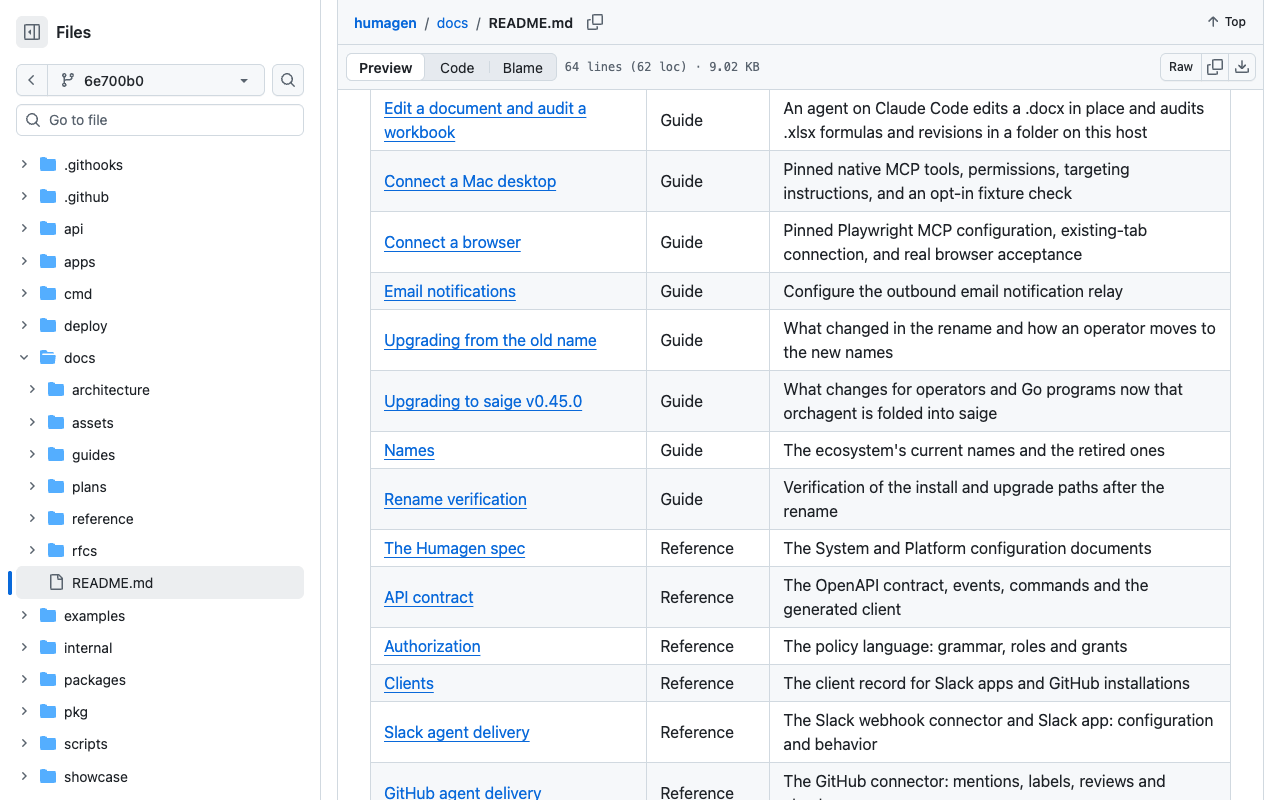 Files
6e700b0
Go to file
.githooks
.github
api
apps
cmd
deploy
docs
architecture
assets
guides
plans
reference
rfcs
README.md
examples
internal
packages
pkg
scripts
showcase
humagen / docs / README.md
Top
Preview Code Blame 64 lines (62 loc) · 9.02 KB
Raw
Edit a document and audit a
workbook
Guide
An agent on Claude Code edits a .docx in place and audits
.xlsx formulas and revisions in a folder on this host
Connect a Mac desktop
Guide
Pinned native MCP tools, permissions, targeting
instructions, and an opt-in fixture check
Connect a browser
Guide
Pinned Playwright MCP configuration, existing-tab
connection, and real browser acceptance
Email notifications
Guide
Configure the outbound email notification relay
Upgrading from the old name
Guide
What changed in the rename and how an operator moves to
the new names
Upgrading to saige v0.45.0
Guide
What changes for operators and Go programs now that
orchagent is folded into saige
Names
Guide
The ecosystem's current names and the retired ones
Rename verification
Guide
Verification of the install and upgrade paths after the
rename
The Humagen spec
Reference
The System and Platform configuration documents
API contract
Reference
The OpenAPI contract, events, commands and the
generated client
Authorization
Reference
The policy language: grammar, roles and grants
Clients
Reference
The client record for Slack apps and GitHub installations
Slack agent delivery
Reference
The Slack webhook connector and Slack app: configuration
and behavior
GitHub agent delivery
Reference
The GitHub connector: mentions, labels, reviews and